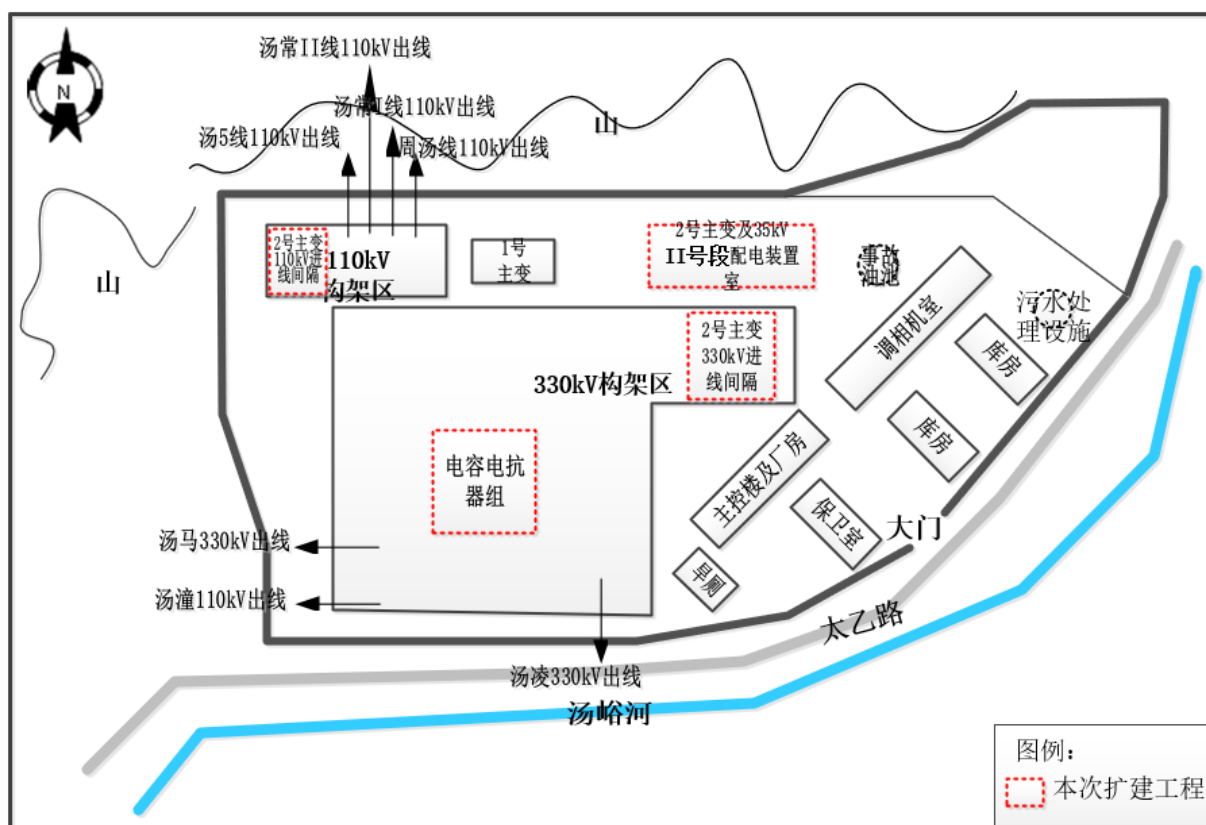 汤常II线110kV出线
N
汤常I线110kV出线
山
汤5线110kV出线
周汤线110kV出线
山
2号主变
110kV进
线间隔
110kV
构架区
1号
主变
2号主变及35kV
II号段配电装置
室
事故
油池
污水处
理设施
调相机室
库房
2号主变
330kV进
线间隔
330kV构架区
库房
电容电抗
器组
主控楼及厂房
保卫室
大门
旱厕
汤马330kV出线
汤潼110kV出线
太乙路
汤凌330kV出线
汤峪河
图例:
本次扩建工程